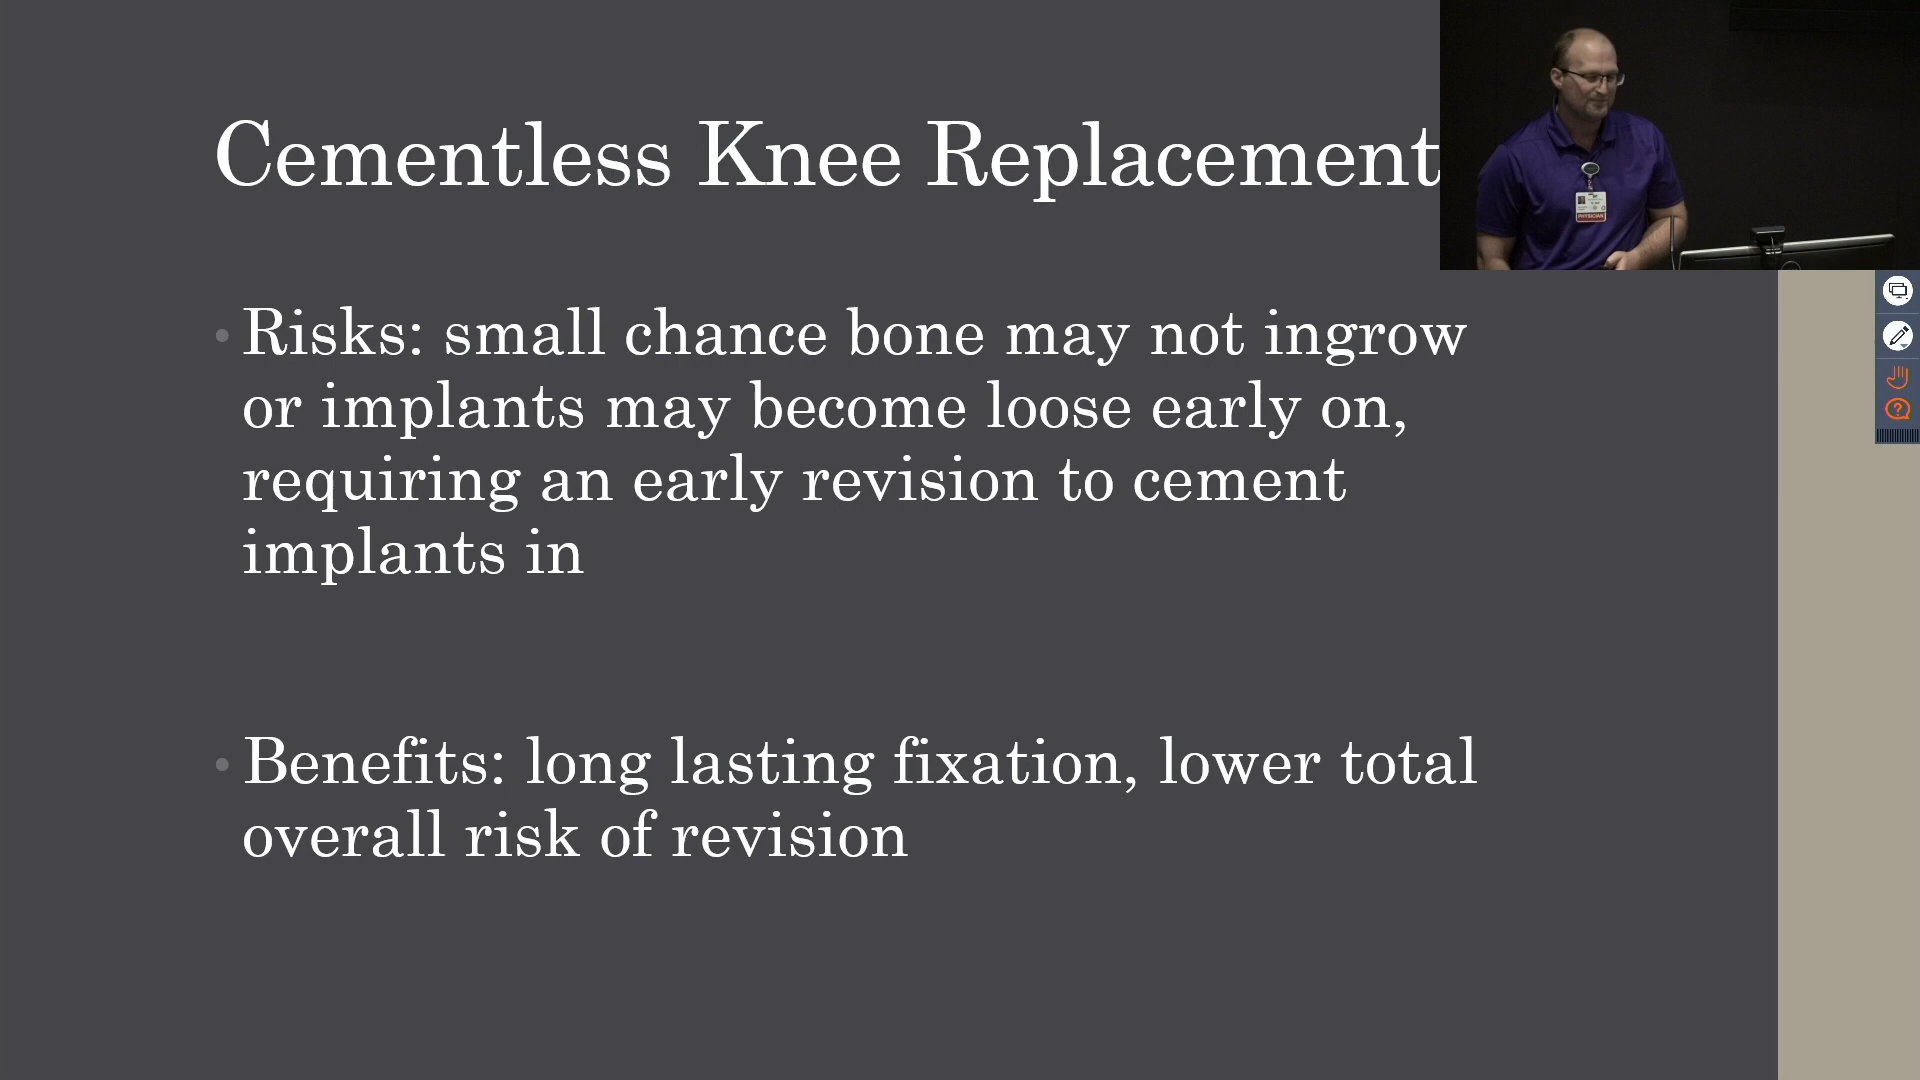 Cementless Knee Replacement
• Risks: small chance bone may not ingrow
or implants may become loose early on,
requiring an early revision to cement
implants in
• Benefits: long lasting fixation, lower total
overall risk of revision
PHYSICIAN